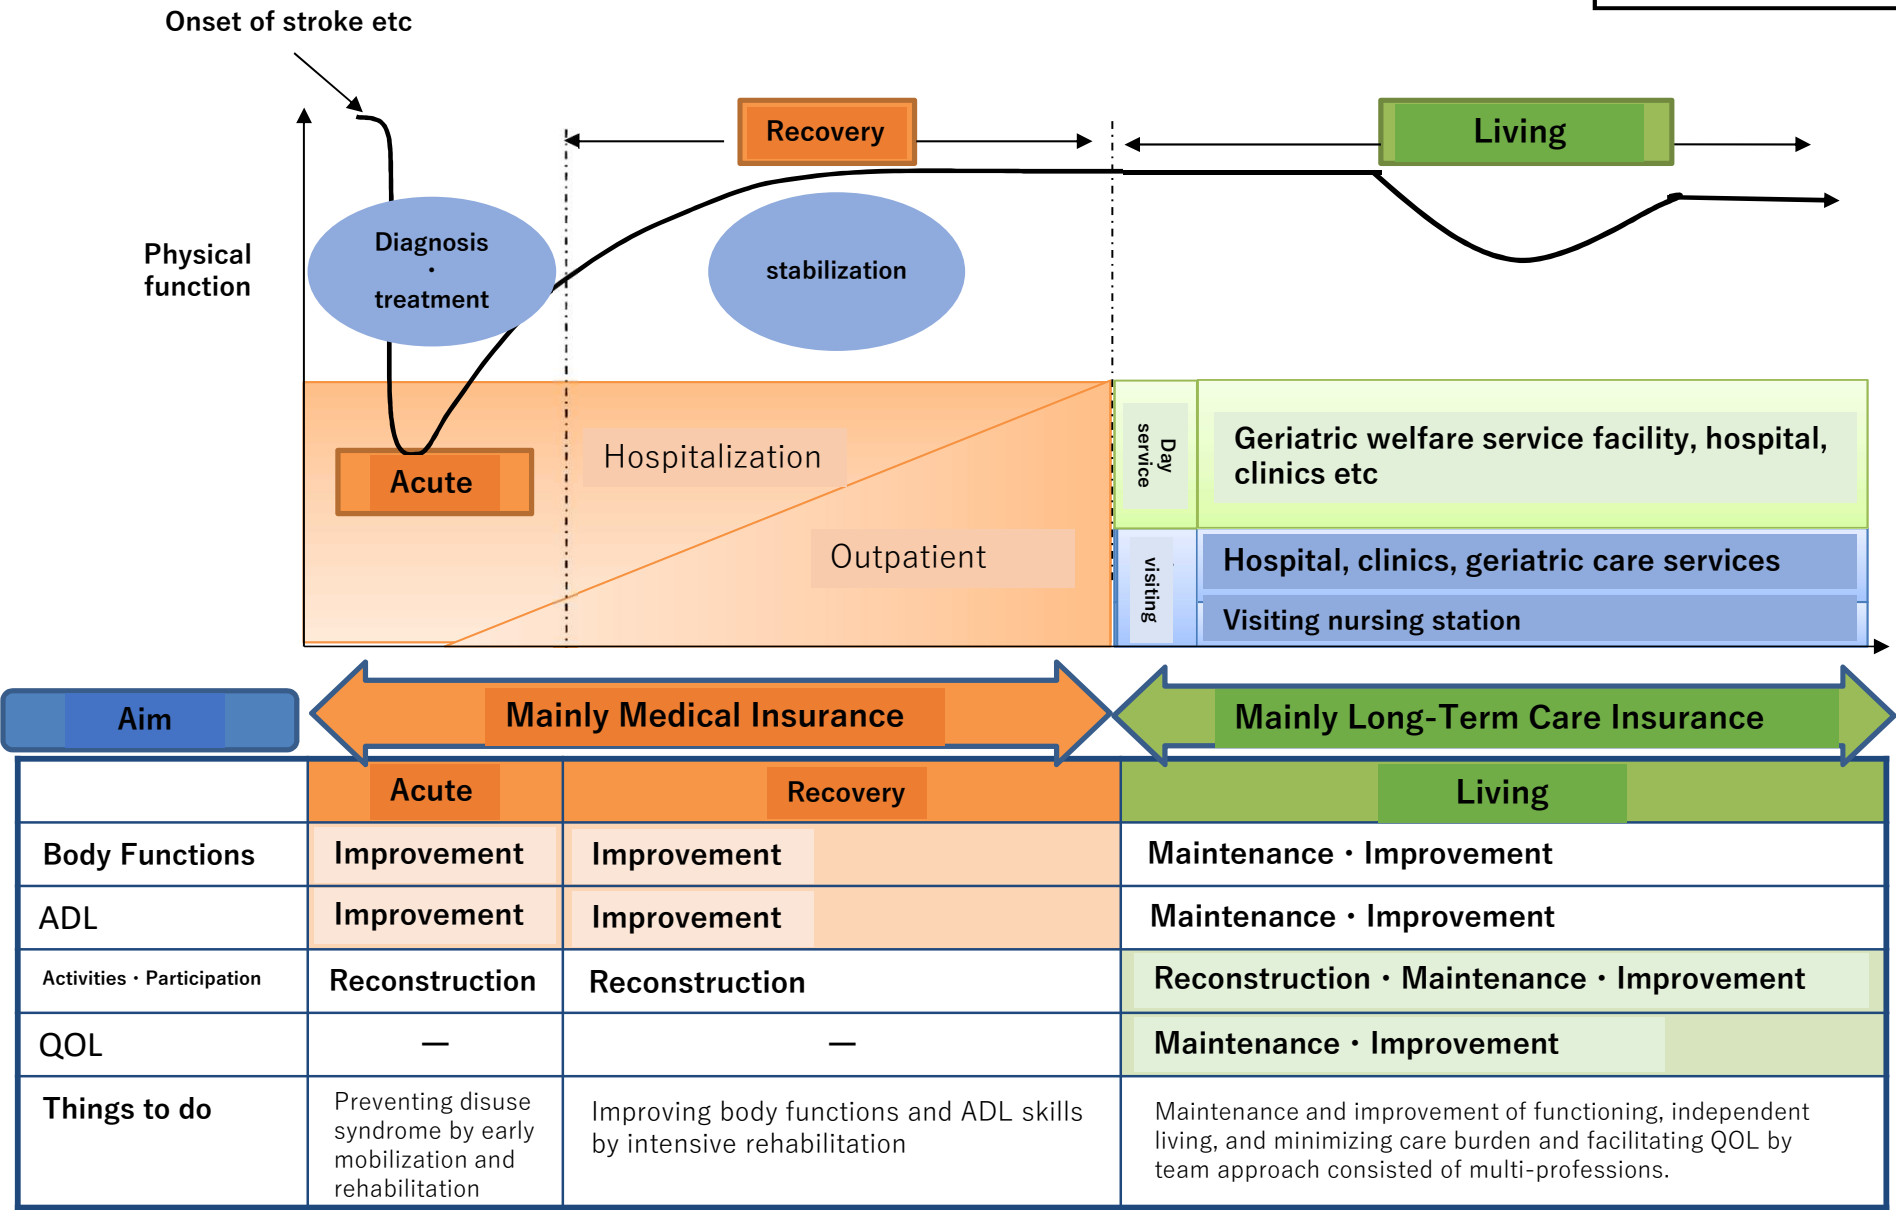 Onset of stroke etc
Recovery
Living
Physical
function
Diagnosis
・
treatment
stabilization
Acute
Hospitalization
Outpatient
Day
service
Geriatric welfare service facility, hospital,
clinics etc
visiting
Hospital, clinics, geriatric care services
Visiting nursing station
Aim
Mainly Medical Insurance
Mainly Long-Term Care Insurance
Acute
Recovery
Living
Body Functions
Improvement
Improvement
Maintenance・Improvement
ADL
Improvement
Improvement
Maintenance・Improvement
Activities・Participation
Reconstruction
Reconstruction
Reconstruction・Maintenance・Improvement
QOL
—
—
Maintenance・Improvement
Things to do
Preventing disuse
syndrome by early
mobilization and
rehabilitation
Improving body functions and ADL skills
by intensive rehabilitation
Maintenance and improvement of functioning, independent
living, and minimizing care burden and facilitating QOL by
team approach consisted of multi-professions.